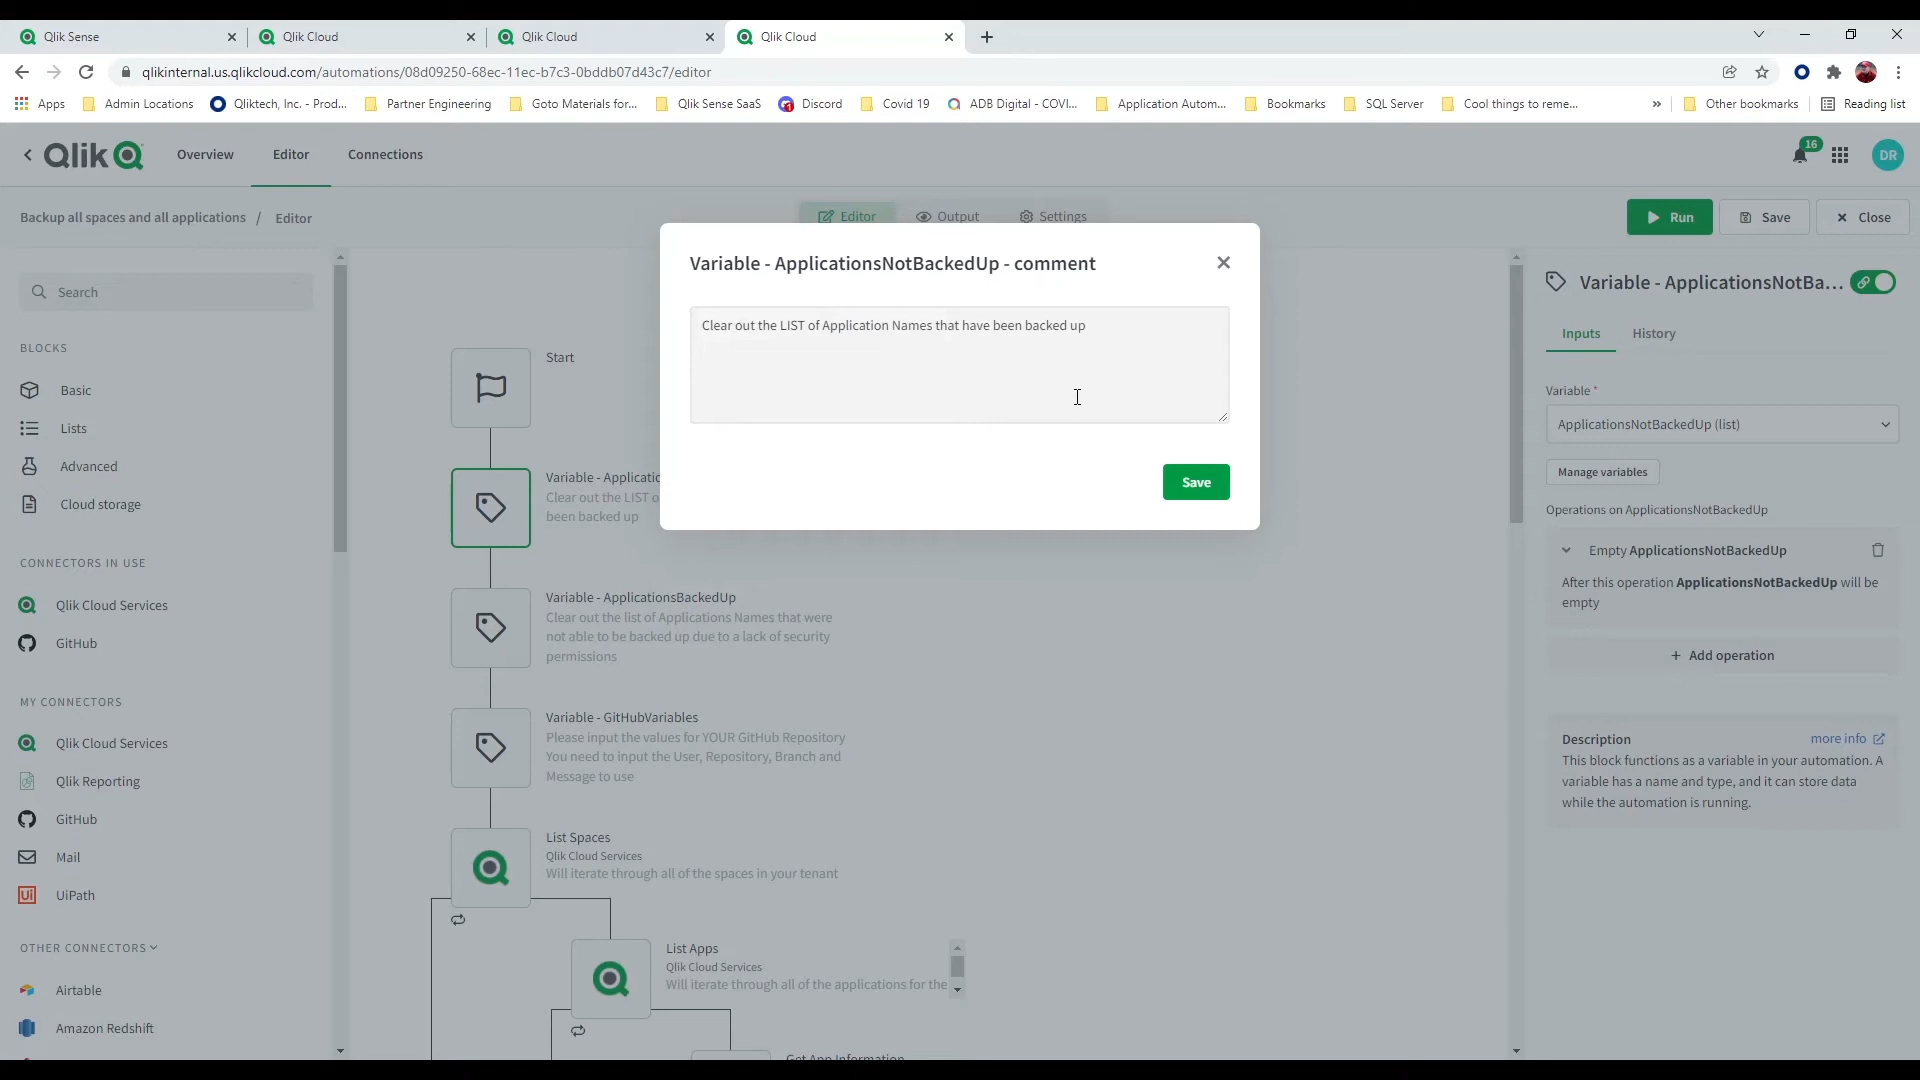 Qlik Sense
Qlik Cloud
Qlik Cloud
Qlik Cloud
qlikinternal.us.qlikcloud.com/automations/08d09250-68ec-11ec-b7c3-0bddb07d43c7/editor
Apps
Admin Locations
Qliktech, Inc. - Prod...
Partner Engineering
Goto Materials for...
Qlik Sense SaaS
Discord
Covid 19
ADB Digital - COVI...
Application Autom...
Bookmarks
SQL Server
Cool things to reme...
»
Other bookmarks
Reading list
Qlik
Overview
Editor
Connections
16
DR
Backup all spaces and all applications / Editor
Editor
Output
Settings
Run
Save
Close
Search
BLOCKS
Basic
Lists
Advanced
Cloud storage
CONNECTORS IN USE
Qlik Cloud Services
GitHub
MY CONNECTORS
Qlik Cloud Services
Qlik Reporting
GitHub
Mail
Ui UiPath
OTHER CONNECTORS
Airtable
Amazon Redshift
Start
Variable - Applicatio
Clear out the LIST o
been backed up
Variable - ApplicationsBackedUp
Clear out the list of Applications Names that were
not able to be backed up due to a lack of security
permissions
Variable - GitHubVariables
Please input the values for YOUR GitHub Repository
You need to input the User, Repository, Branch and
Message to use
List Spaces
Qlik Cloud Services
Will iterate through all of the spaces in your tenant
List Apps
Qlik Cloud Services
Will iterate through all of the applications for the
Get App Information
Variable - ApplicationsNotBackedUp - comment
Clear out the LIST of Application Names that have been backed up
Save
Variable - ApplicationsNotBa...
Inputs
History
Variable *
ApplicationsNotBackedUp (list)
Manage variables
Operations on ApplicationsNotBackedUp
Empty ApplicationsNotBackedUp
After this operation ApplicationsNotBackedUp will be
empty
+ Add operation
Description
more info
This block functions as a variable in your automation. A
variable has a name and type, and it can store data
while the automation is running.